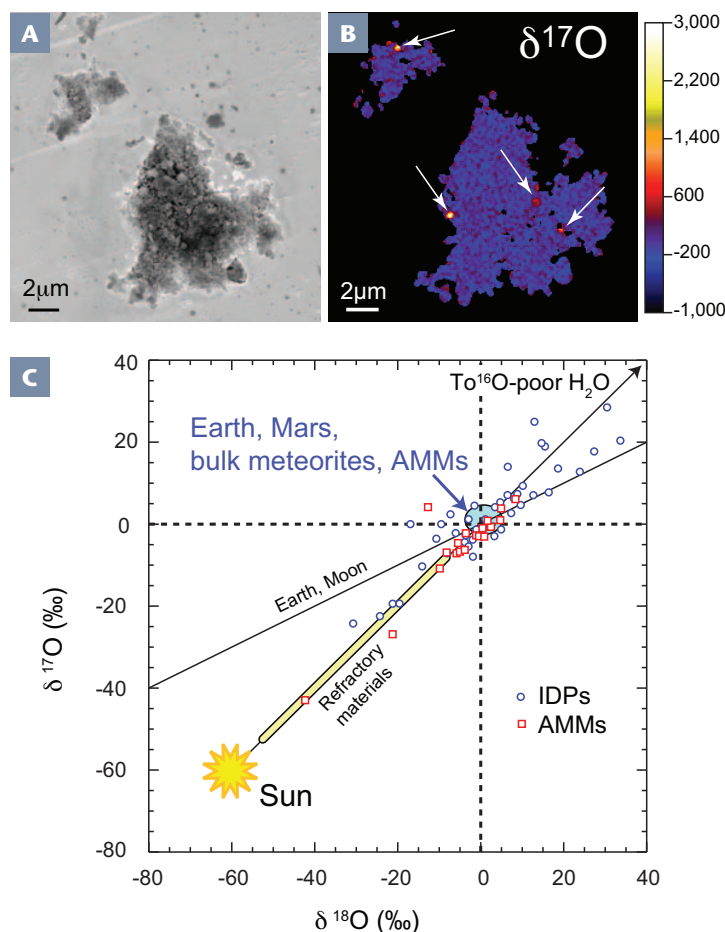 A
2µm
B
δ¹⁷O
2µm
3,000
2,200
1,400
600
-200
-1,000
C
40
20
0
-20
-40
-60
-80
δ ¹⁷O (‰)
To¹⁶O-poor H₂O
Earth, Mars,
bulk meteorites, AMMs
Earth, Moon
Refractory
materials
IDPs
AMMs
Sun
-80
-60
-40
-20
0
20
40
δ ¹⁸O (‰)